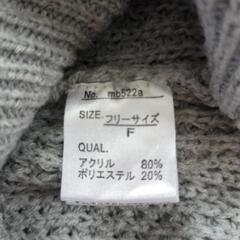 No. mb522a
SIZE. フリーサイズ
F
QUAL.
アクリル 80%
ポリエステル 20%